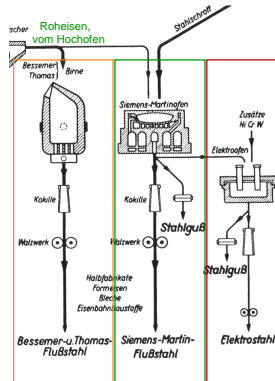 ischer
Roheisen,
vom Hochofen
Stahlschrott
Bessemer
Thomas
Birne
Siemens-Martinofen
Zusätze
Ni Cr W
Elektroofen
Kokille
Kokille
Stahlguß
Walzwerk
Walzwerk
Stahlguß
Halbfabrikate
Formeisen
Bleche
Eisenbahnbaustoffe
Bessemer-u.Thomas-
Flußstahl
Siemens-Martin-
Flußstahl
Elektrostahl